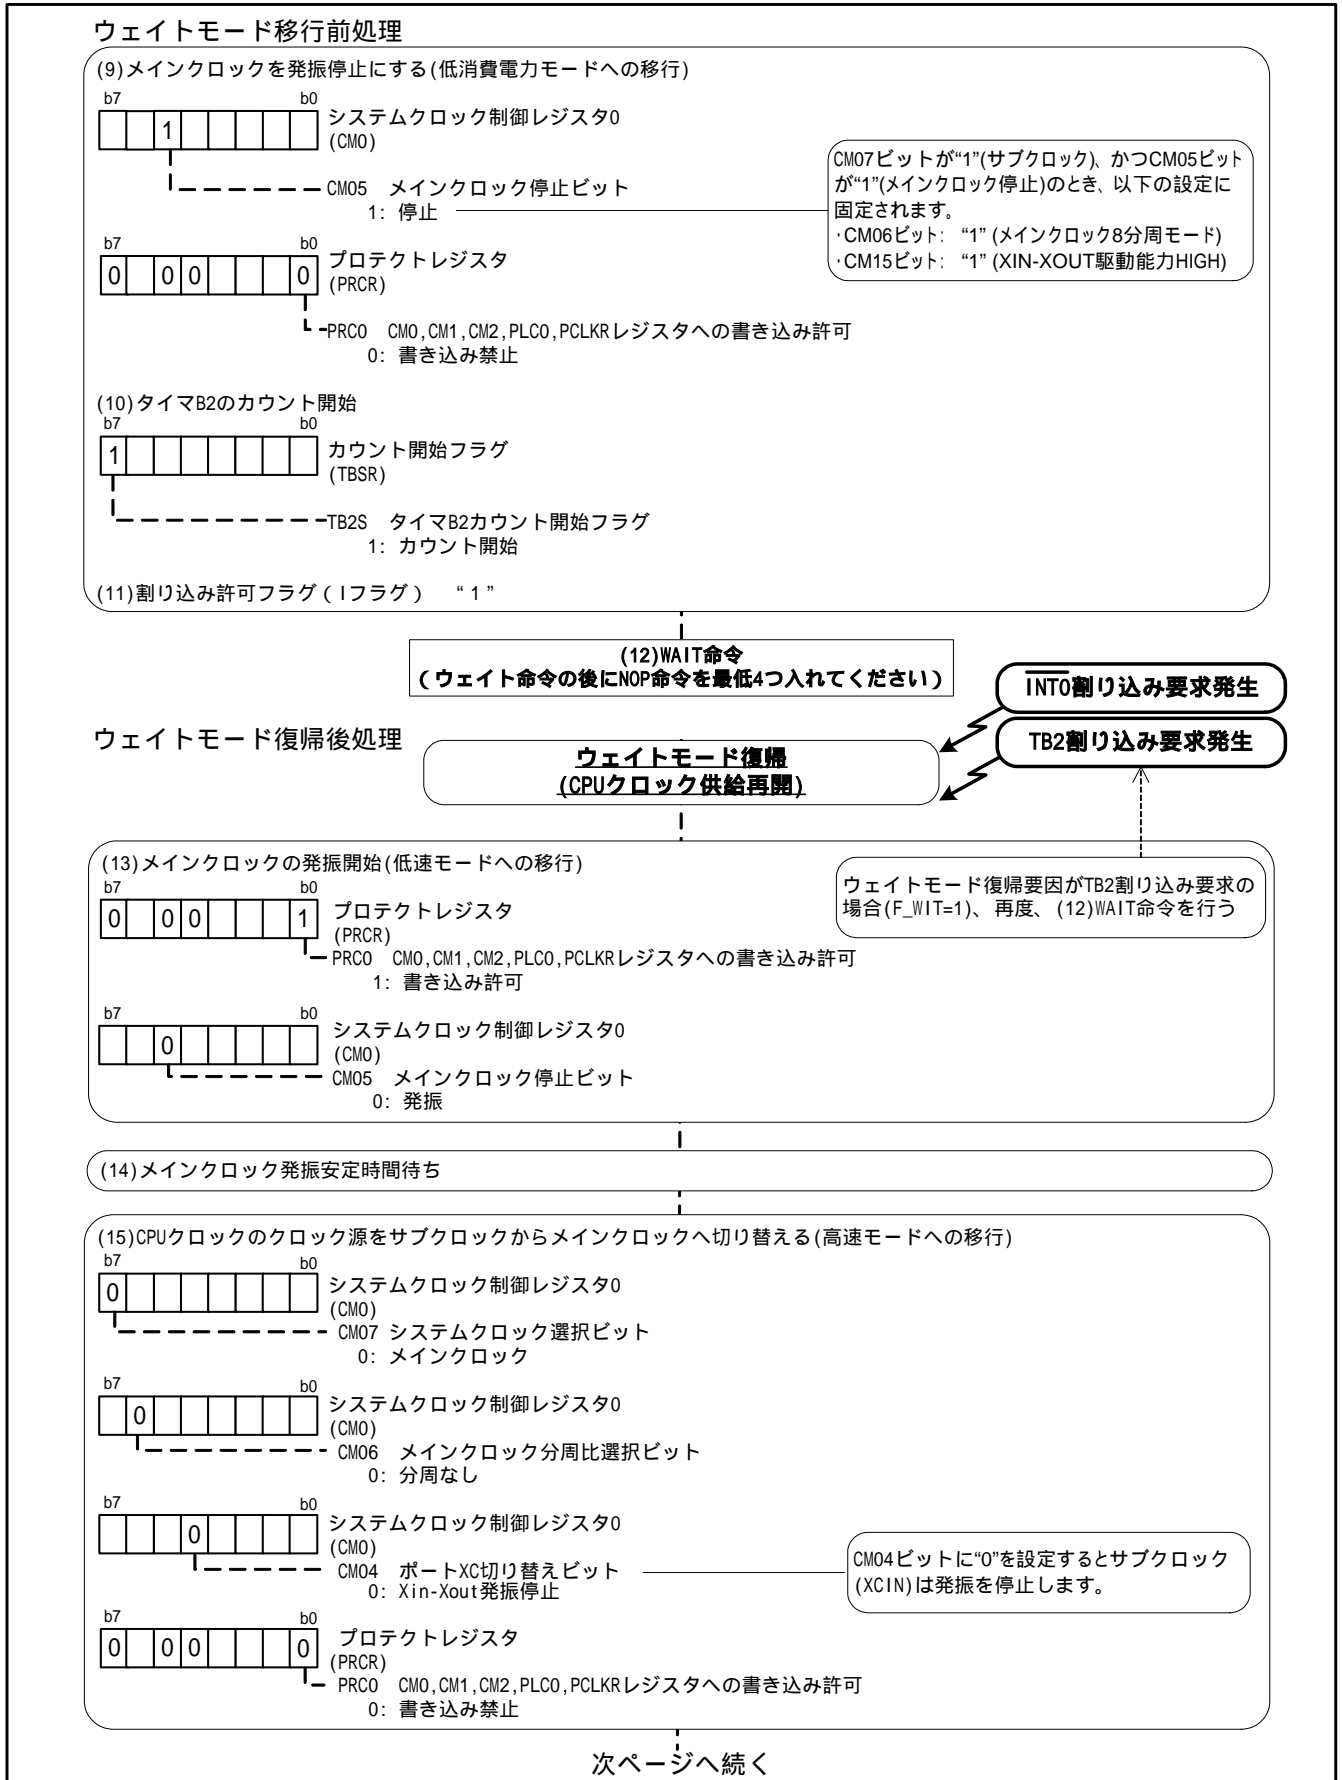 ウェイトモード移行前処理
(9)メインクロックを発振停止にする(低消費電力モードへの移行)
b7 b0
1
システムクロック制御レジスタ0
(CM0)
CM05 メインクロック停止ビット
1: 停止
CM07ビットが“1”(サブクロック)、かつCM05ビット
が“1”(メインクロック停止)のとき、以下の設定に
固定されます。
・CM06ビット: “1” (メインクロック8分周モード)
・CM15ビット: “1” (XIN-XOUT駆動能力HIGH)
b7 b0
0 0 0 0
プロテクトレジスタ
(PRCR)
PRC0 CM0,CM1,CM2,PLC0,PCLKRレジスタへの書き込み許可
0: 書き込み禁止
(10)タイマB2のカウント開始
b7 b0
1
カウント開始フラグ
(TBSR)
TB2S タイマB2カウント開始フラグ
1: カウント開始
(11)割り込み許可フラグ(Iフラグ) “1”
(12)WAIT命令
(ウェイト命令の後にNOP命令を最低4つ入れてください)
INT0割り込み要求発生
TB2割り込み要求発生
ウェイトモード復帰後処理
ウェイトモード復帰
(CPUクロック供給再開)
(13)メインクロックの発振開始(低速モードへの移行)
b7 b0
0 0 0 1
プロテクトレジスタ
(PRCR)
PRC0 CM0,CM1,CM2,PLC0,PCLKRレジスタへの書き込み許可
1: 書き込み許可
ウェイトモード復帰要因がTB2割り込み要求の
場合(F_WIT=1)、再度、(12)WAIT命令を行う
b7 b0
0
システムクロック制御レジスタ0
(CM0)
CM05 メインクロック停止ビット
0: 発振
(14)メインクロック発振安定時間待ち
(15)CPUクロックのクロック源をサブクロックからメインクロックへ切り替える(高速モードへの移行)
b7 b0
0
システムクロック制御レジスタ0
(CM0)
CM07 システムクロック選択ビット
0: メインクロック
b7 b0
0
システムクロック制御レジスタ0
(CM0)
CM06 メインクロック分周比選択ビット
0: 分周なし
b7 b0
0
システムクロック制御レジスタ0
(CM0)
CM04 ポートXC切り替えビット
0: Xin-Xout発振停止
CM04ビットに“0”を設定するとサブクロック
(XCIN)は発振を停止します。
b7 b0
0 0 0 0
プロテクトレジスタ
(PRCR)
PRC0 CM0,CM1,CM2,PLC0,PCLKRレジスタへの書き込み許可
0: 書き込み禁止
次ページへ続く